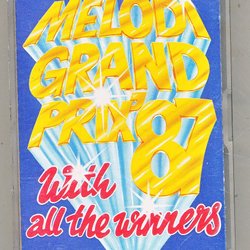 MELODI
GRAND
PRIX '87
With
all the winners